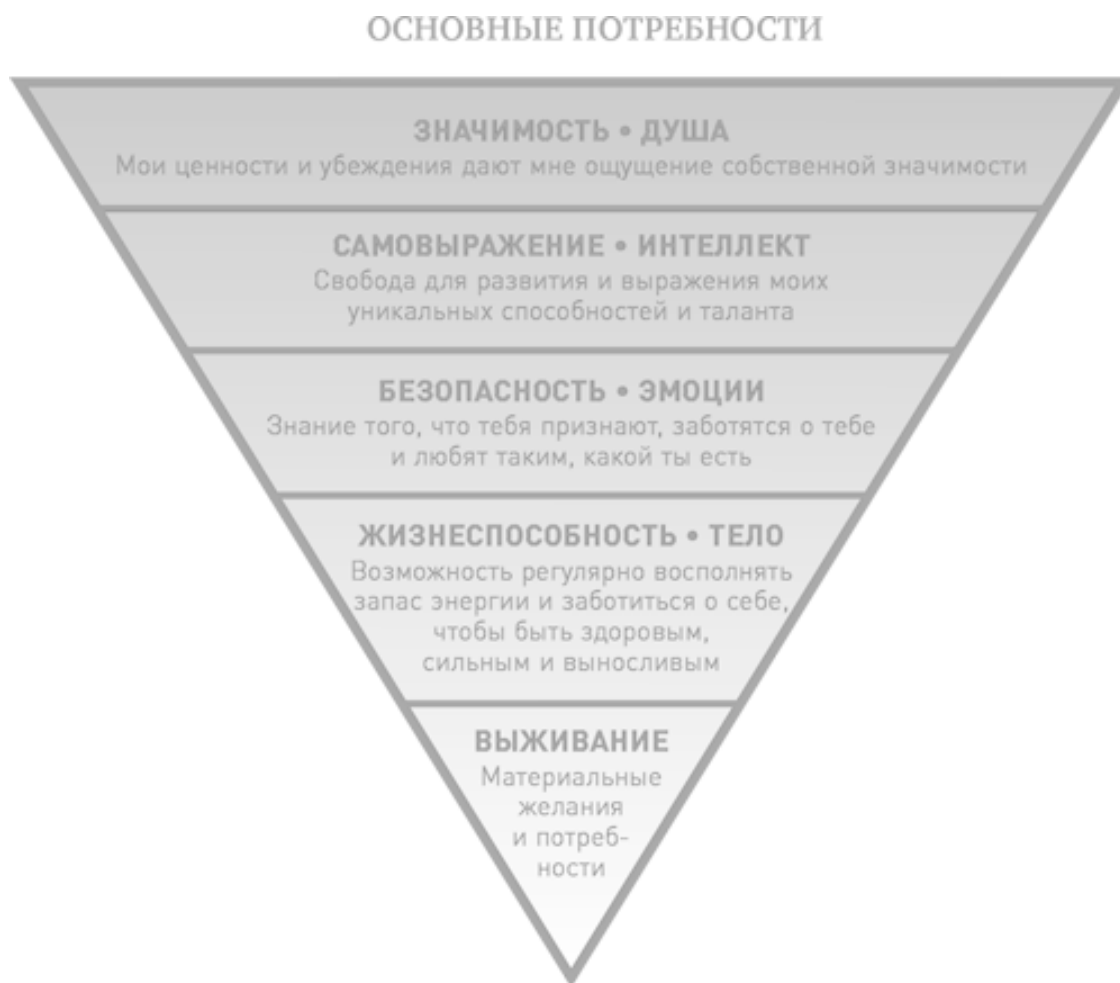 ОСНОВНЫЕ ПОТРЕБНОСТИ
ЗНАЧИМОСТЬ • ДУША
Мои ценности и убеждения дают мне ощущение собственной значимости
САМОВЫРАЖЕНИЕ • ИНТЕЛЛЕКТ
Свобода для развития и выражения моих
уникальных способностей и таланта
БЕЗОПАСНОСТЬ • ЭМОЦИИ
Знание того, что тебя признают, заботятся о тебе
и любят таким, какой ты есть
ЖИЗНЕСПОСОБНОСТЬ • ТЕЛО
Возможность регулярно восполнять
запас энергии и заботиться о себе,
чтобы быть здоровым,
сильным и выносливым
ВЫЖИВАНИЕ
Материальные
желания
и потреб-
ности